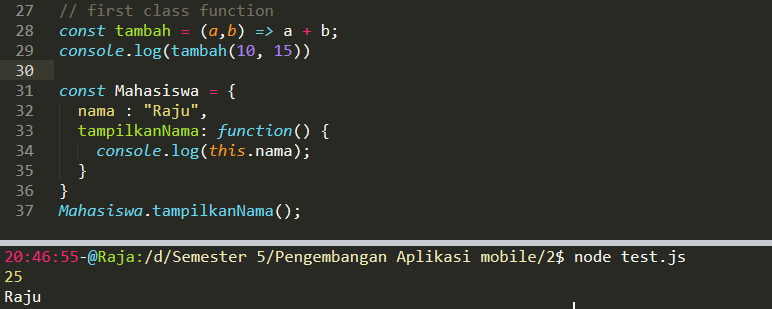 27 // first class function
28 const tambah = (a,b) => a + b;
29 console.log(tambah(10, 15))
30
31 const Mahasiswa = {
32 nama : "Raju",
33 tampilkanNama: function() {
34 console.log(this.nama);
35 }
36 }
37 Mahasiswa.tampilkanNama();
20:46:55-@Raja:/d/Semester 5/Pengembangan Aplikasi mobile/2$ node test.js
25
Raju